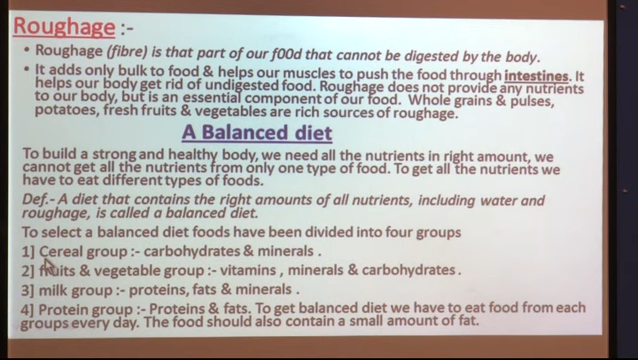 Roughage :-
• Roughage (fibre) is that part of our f00d that cannot be digested by the body.
• It adds only bulk to food & helps our muscles to push the food through intestines. It
helps our body get rid of undigested food. Roughage does not provide any nutrients
to our body, but is an essential component of our food. Whole grains & pulses,
potatoes, fresh fruits & vegetables are rich sources of roughage.
A Balanced diet
To build a strong and healthy body, we need all the nutrients in right amount, we
cannot get all the nutrients from only one type of food. To get all the nutrients we
have to eat different types of foods.
Def.- A diet that contains the right amounts of all nutrients, including water and
roughage, is called a balanced diet.
To select a balanced diet foods have been divided into four groups
1] Cereal group :- carbohydrates & minerals .
2] fruits & vegetable group :- vitamins , minerals & carbohydrates .
3] milk group :- proteins, fats & minerals .
4] Protein group :- Proteins & fats. To get balanced diet we have to eat food from each
groups every day. The food should also contain a small amount of fat.